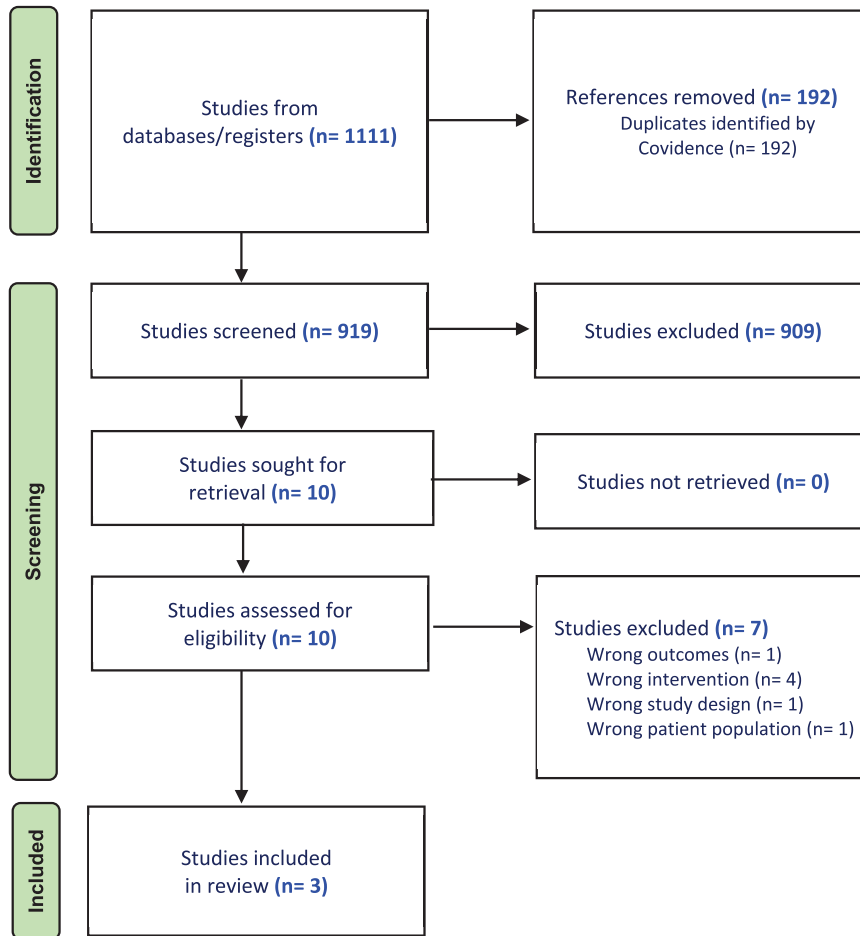 Identification
Studies from
databases/registers (n= 1111)
References removed (n= 192)
Duplicates identified by
Covidence (n= 192)
Screening
Studies screened (n= 919)
Studies excluded (n= 909)
Studies sought for
retrieval (n= 10)
Studies not retrieved (n= 0)
Studies assessed for
eligibility (n= 10)
Studies excluded (n= 7)
Wrong outcomes (n= 1)
Wrong intervention (n= 4)
Wrong study design (n= 1)
Wrong patient population (n= 1)
Included
Studies included
in review (n= 3)